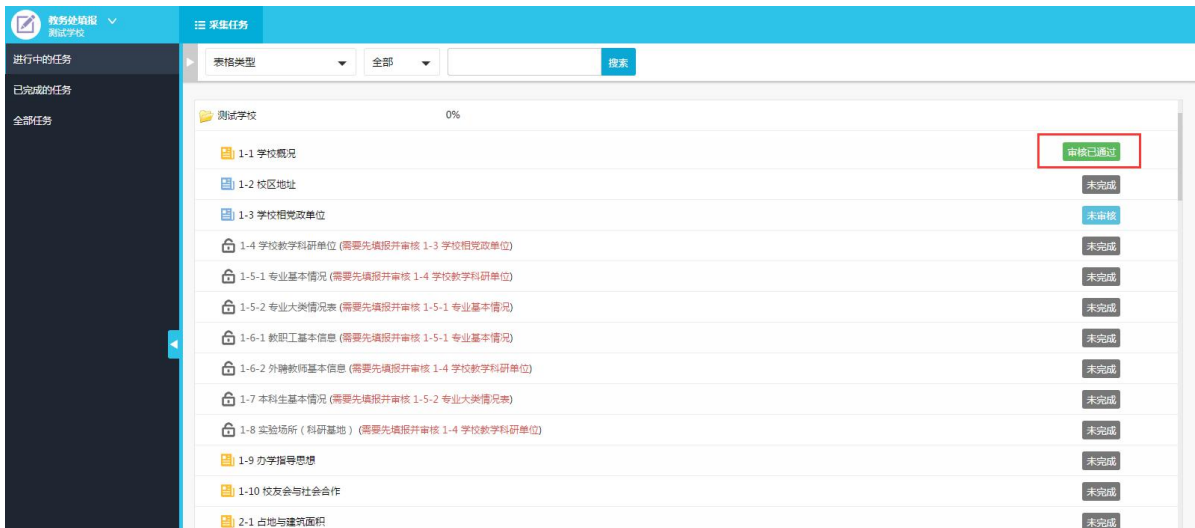 教务处填报
测试学校
采集任务
进行中的任务
已完成的任务
全部任务
表格类型 全部 搜索
测试学校 0%
1-1 学校概况 审核已通过
1-2 校区地址 未完成
1-3 学校相党政单位 未审核
1-4 学校教学科研单位 (需要先填报并审核 1-3 学校相党政单位) 未完成
1-5-1 专业基本情况 (需要先填报并审核 1-4 学校教学科研单位) 未完成
1-5-2 专业大类情况表 (需要先填报并审核 1-5-1 专业基本情况) 未完成
1-6-1 教职工基本信息 (需要先填报并审核 1-5-1 专业基本情况) 未完成
1-6-2 外聘教师基本信息 (需要先填报并审核 1-4 学校教学科研单位) 未完成
1-7 本科生基本情况 (需要先填报并审核 1-5-2 专业大类情况表) 未完成
1-8 实验场所（科研基地） (需要先填报并审核 1-4 学校教学科研单位) 未完成
1-9 办学指导思想 未完成
1-10 校友会与社会合作 未完成
2-1 占地与建筑面积 未完成